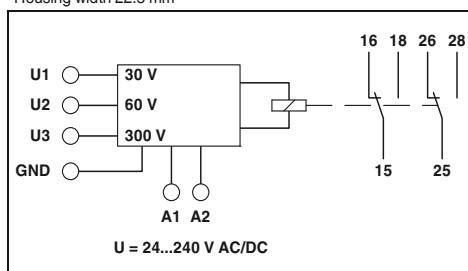 Housing width 22.5 mm
16 18 26 28
U1 30 V
U2 60 V
U3 300 V
GND
15 25
A1 A2
U = 24...240 V AC/DC